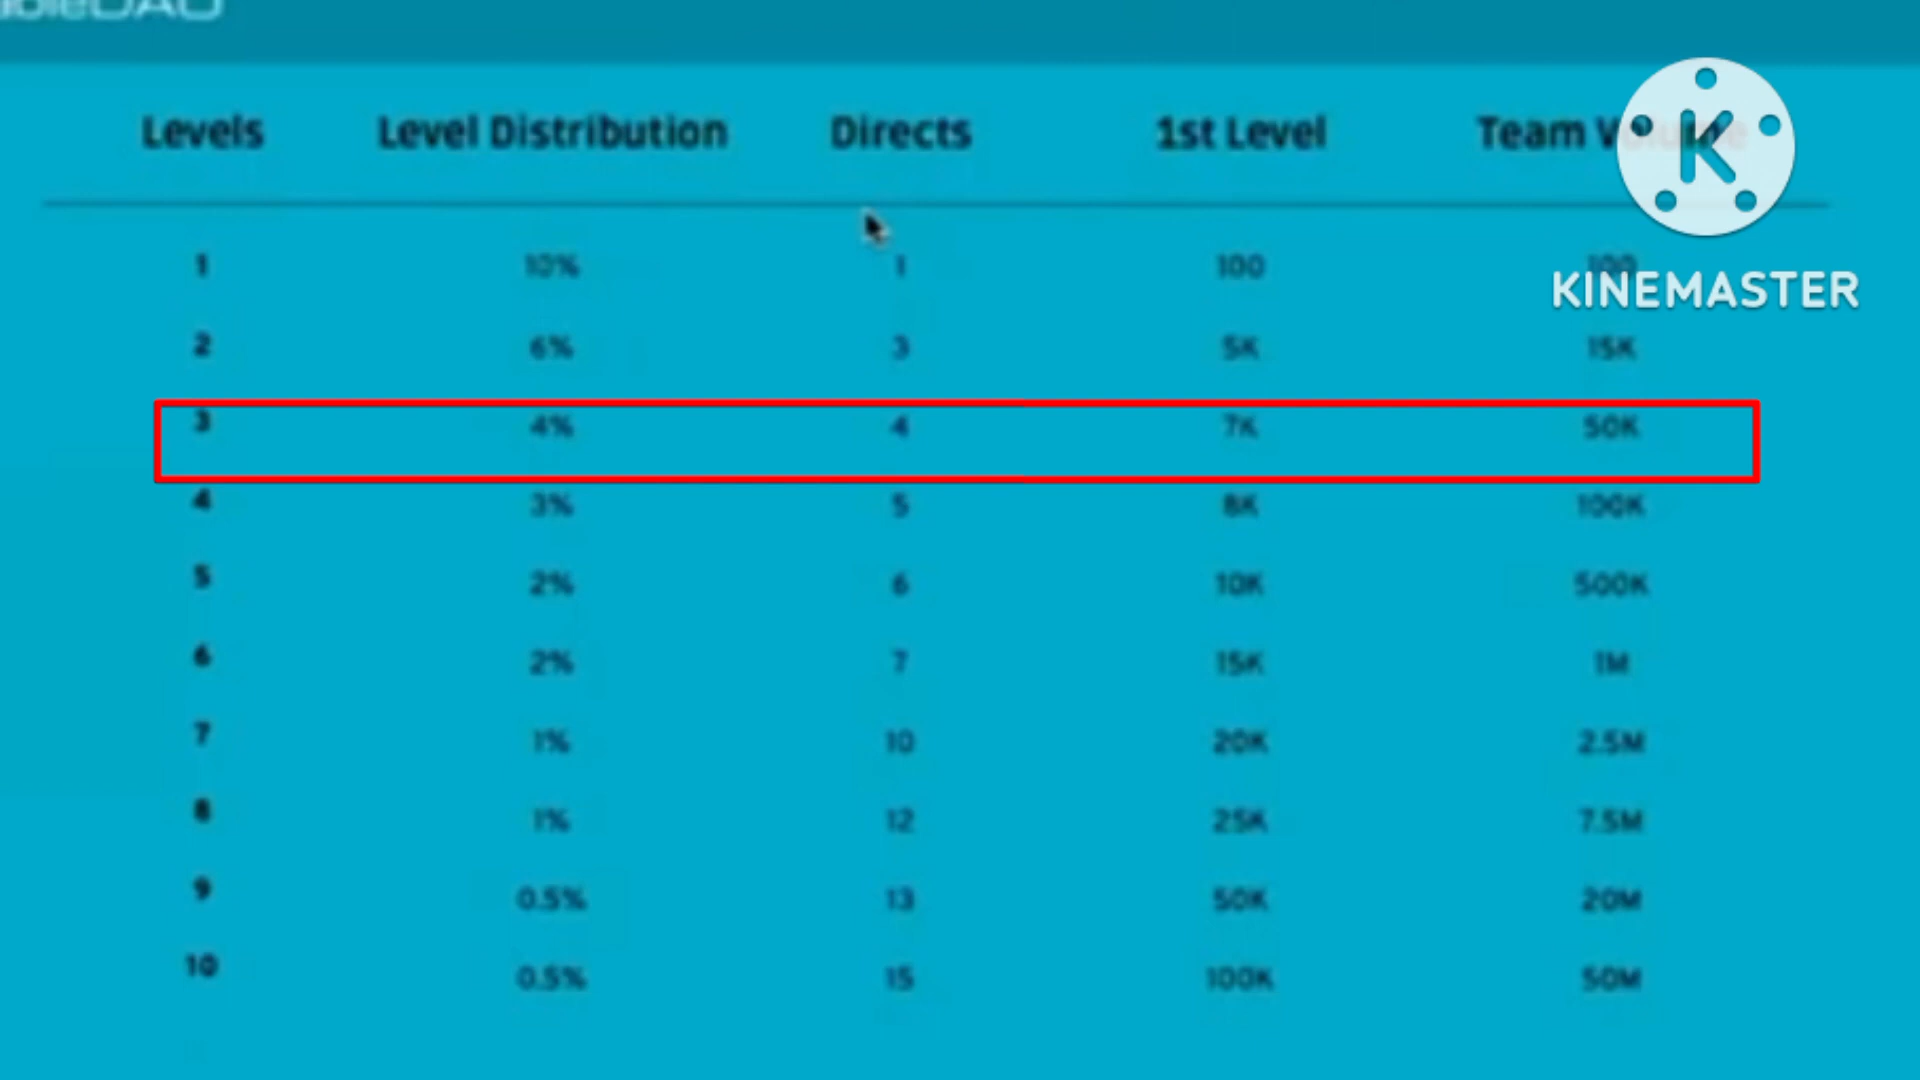 ableDAO
Levels Level Distribution Directs 1st Level Team Volume
1 10% 1 100 100
KINEMASTER
2 6% 3 5K 15K
3 4% 4 7K 50K
4 3% 5 8K 100K
5 2% 6 10K 500K
6 2% 7 15K 1M
7 1% 10 20K 2.5M
8 1% 12 25K 7.5M
9 0.5% 13 50K 20M
10 0.5% 15 100K 50M